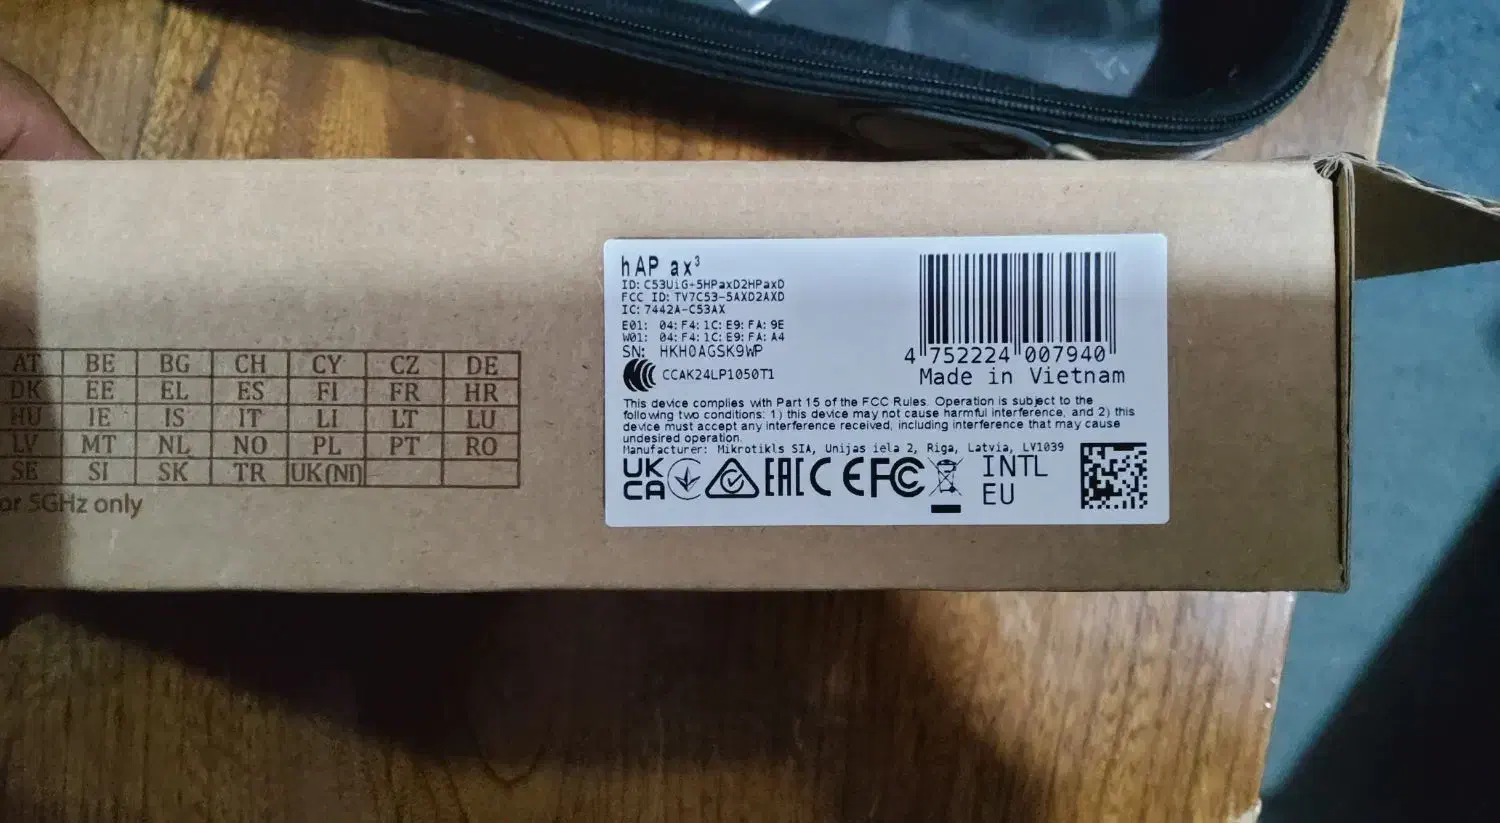 hAP ax³
ID: C53UiG+5HPaxD2HPaxD
FCC ID: TV7C53-5AXD2AXD
IC: 7442A-C53AX
E01: 04:F4:1C:E9:FA:9E
W01: 04:F4:1C:E9:FA:A4
SN: HKH0AGSK9WP
CCAK24LP1050T1
4 752224 007940
Made in Vietnam
This device complies with Part 15 of the FCC Rules. Operation is subject to the
following two conditions: 1) this device may not cause harmful interference, and 2) this
device must accept any interference received, including interference that may cause
undesired operation.
Manufacturer: Mikrotikls SIA, Unijas iela 2, Riga, Latvia, LV1039
UK
CA
EAC CE FC
INTL
EU
AT BE BG CH CY CZ DE
DK EE EL ES FI FR HR
HU IE IS IT LI LT LU
LV MT NL NO PL PT RO
SE SI SK TR UK(NI)
or 5GHz only